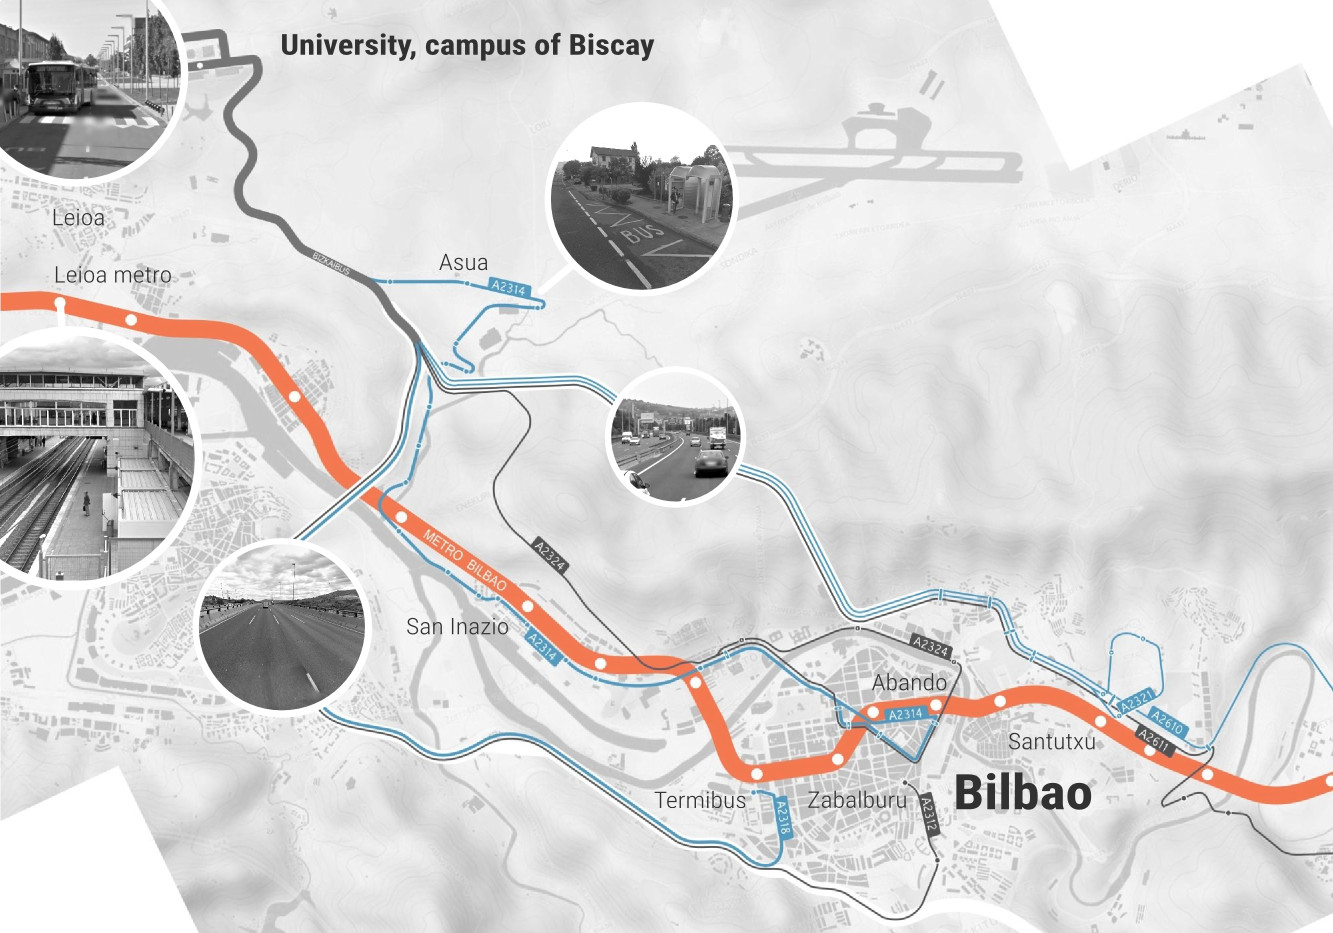 University, campus of Biscay
Leioa
Leioa metro
BIZKAIBUS
Asua
A2314
BUS
A2324
METRO BILBAO
San Inazio
A2314
A2324
Abando
A2314
A2321
A2610
A2611
Santutxu
Termibus
A2318
Zabalburu
A2312
Bilbao